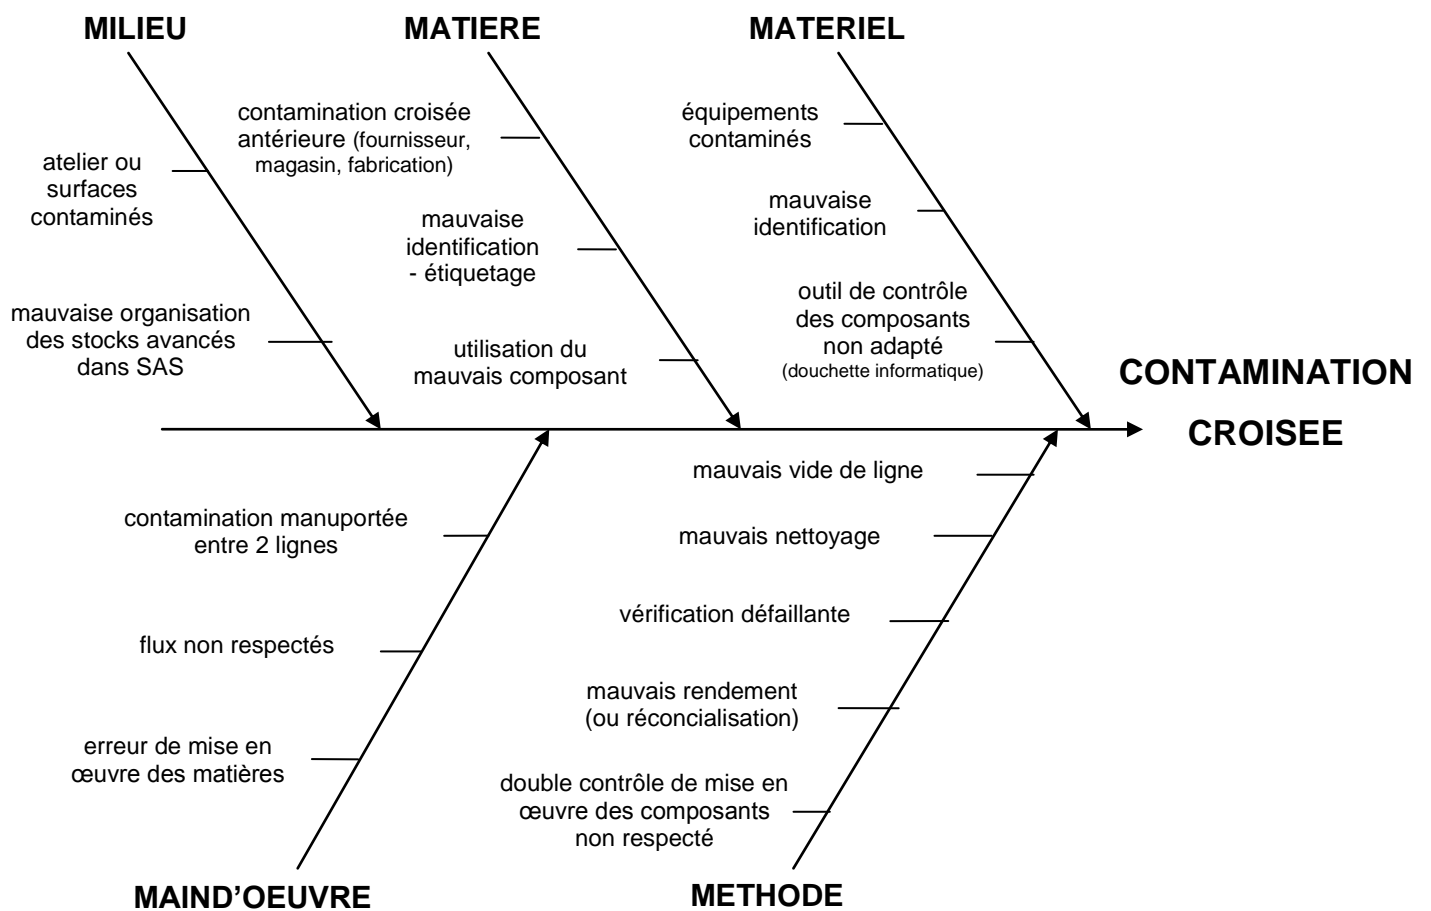 MILIEU
MATIERE
MATERIEL
atelier ou
surfaces
contaminés
mauvaise organisation
des stocks avancés
dans SAS
contamination croisée
antérieure (fournisseur,
magasin, fabrication)
mauvaise
identification
- étiquetage
utilisation du
mauvais composant
équipements
contaminés
mauvaise
identification
outil de contrôle
des composants
non adapté
(douchette informatique)
CONTAMINATION
CROISEE
contamination manuportée
entre 2 lignes
flux non respectés
erreur de mise en
œuvre des matières
mauvais vide de ligne
mauvais nettoyage
vérification défaillante
mauvais rendement
(ou réconcialisation)
double contrôle de mise en
œuvre des composants
non respecté
MAIND'OEUVRE
METHODE